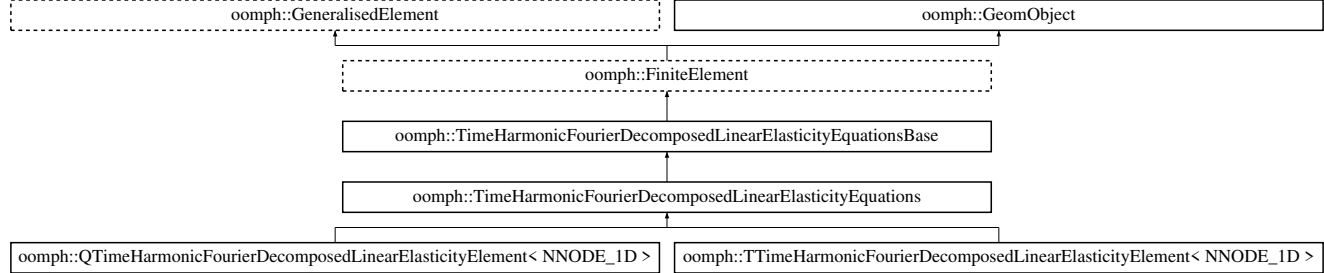 oomph::GeneralisedElement
oomph::GeomObject
oomph::FiniteElement
oomph::TimeHarmonicFourierDecomposedLinearElasticityEquationsBase
oomph::TimeHarmonicFourierDecomposedLinearElasticityEquations
oomph::QTimeHarmonicFourierDecomposedLinearElasticityElement< NNODE_1D >
oomph::TTimeHarmonicFourierDecomposedLinearElasticityElement< NNODE_1D >